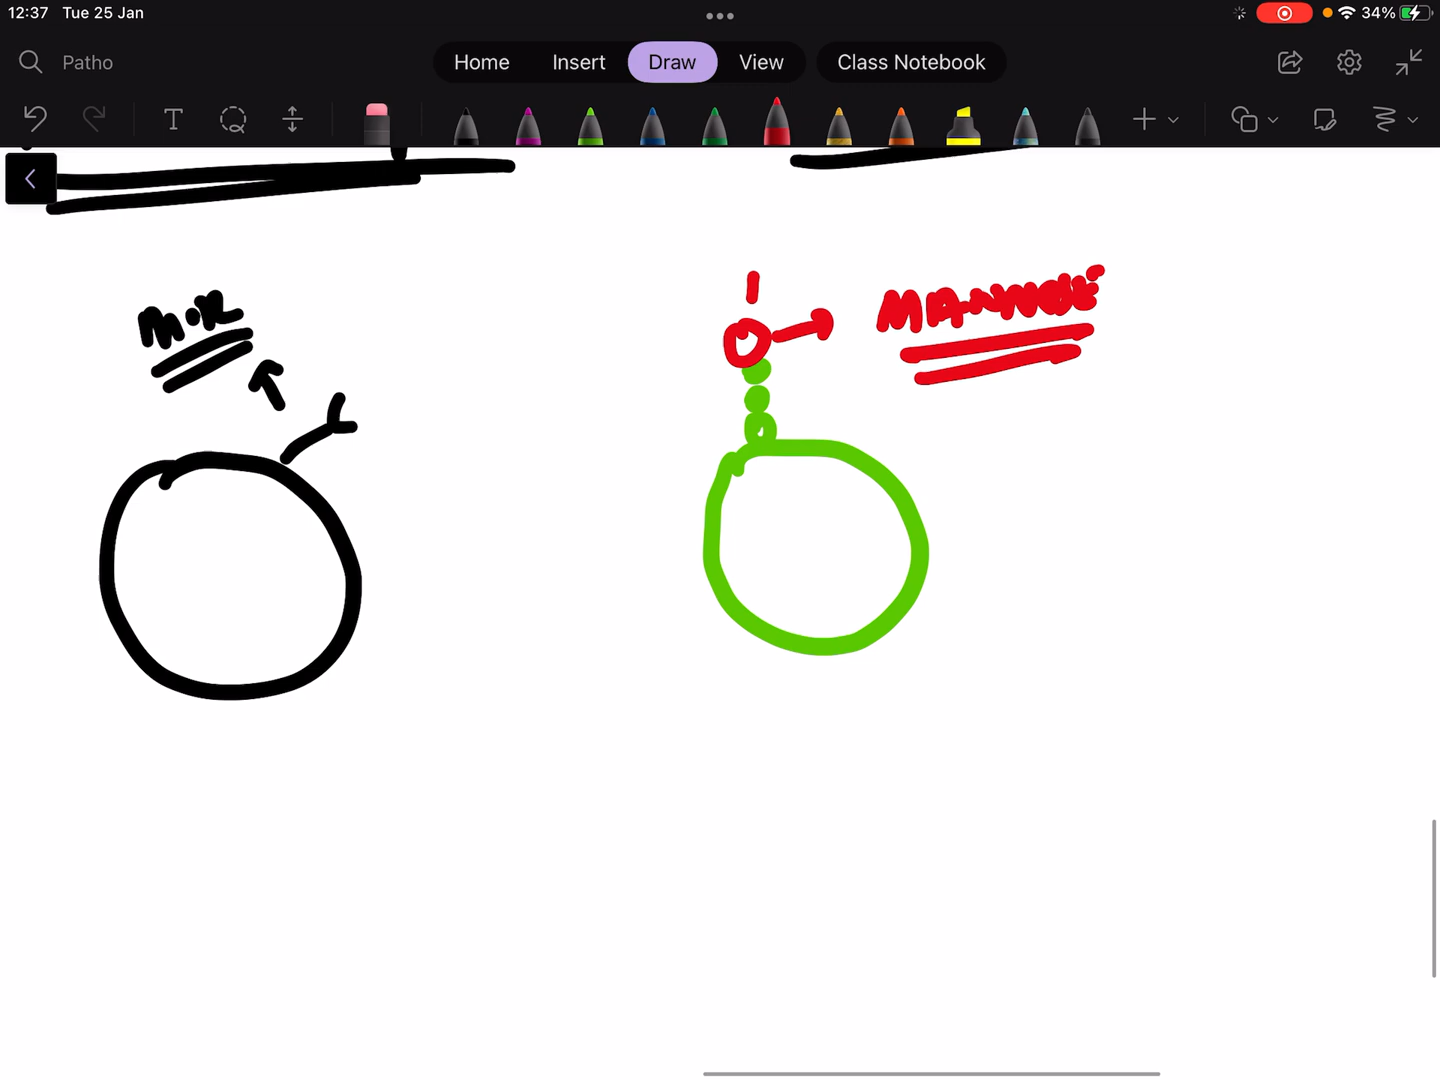 12:37 Tue 25 Jan
34%
Patho
Home Insert Draw View Class Notebook
M.R
MANNOSE